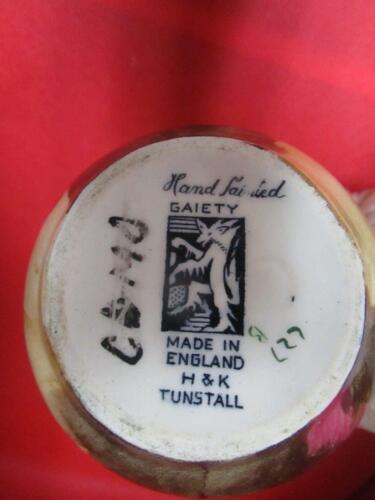 Hand Painted
GAIETY
MADE IN
ENGLAND
H & K
TUNSTALL